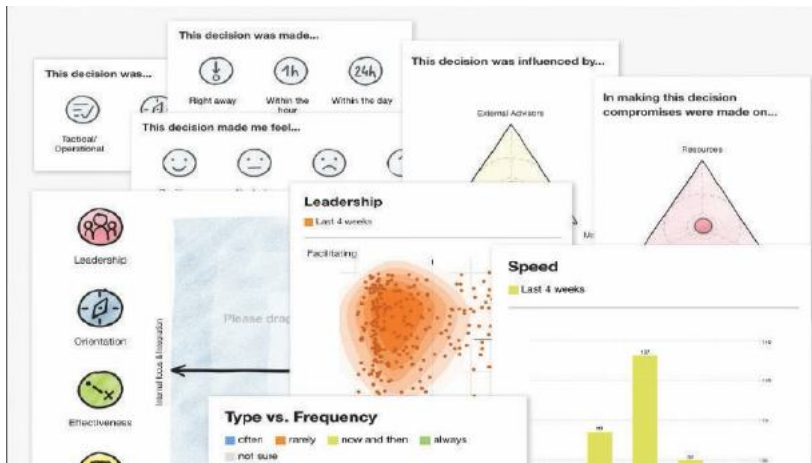 This decision was made...
Right away
Within the
hour
Within the day
1h
24h
This decision was...
Tactical/
Operational
This decision made me feel...
This decision was influenced by...
External Advisors
In making this decision
compromises were made on...
Resources
Leadership
Orientation
Effectiveness
Internal focus & Integration
Please drag
Leadership
Last 4 weeks
Facilitating
Speed
Last 4 weeks
Type vs. Frequency
often
rarely
now and then
always
not sure